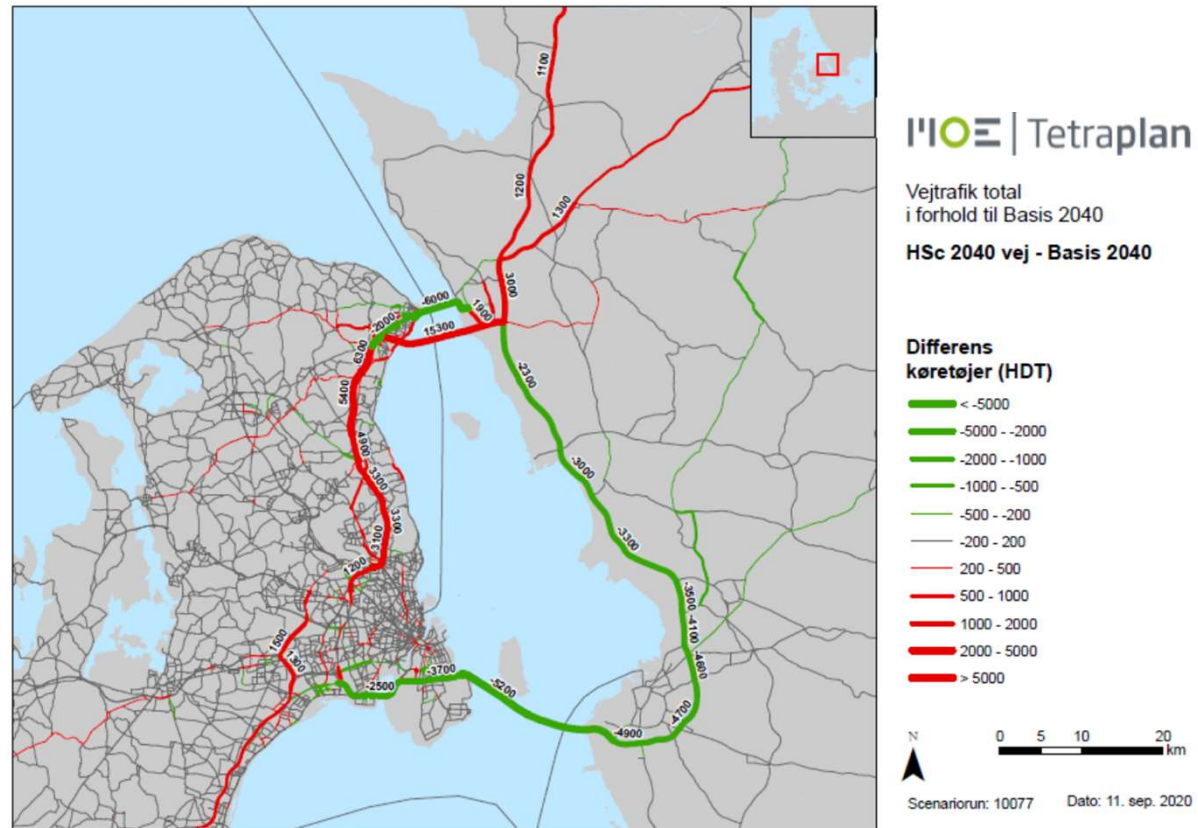 1100
1200
1300
3000
1900
-6000
-2000
15300
6300
5400
4900
3300
3300
3100
1200
1500
1300
-2300
-3000
-3300
-3500
-4100
-4600
-4700
-4900
-5200
-3700
-2500
MOE | Tetraplan
Vejtrafik total
i forhold til Basis 2040
HSc 2040 vej - Basis 2040
Differens
køretøjer (HDT)
< -5000
-5000 - -2000
-2000 - -1000
-1000 - -500
-500 - -200
-200 - 200
200 - 500
500 - 1000
1000 - 2000
2000 - 5000
> 5000
N
0 5 10 20
km
Scenariorun: 10077 Dato: 11. sep. 2020